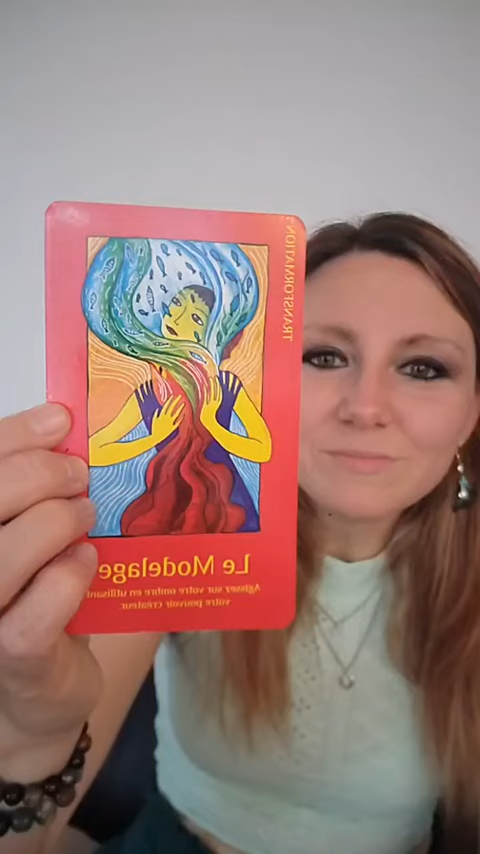 TRANSFORMATION
Le Modelage
Agissez sur votre ombre en utilisant
votre pouvoir créateur.